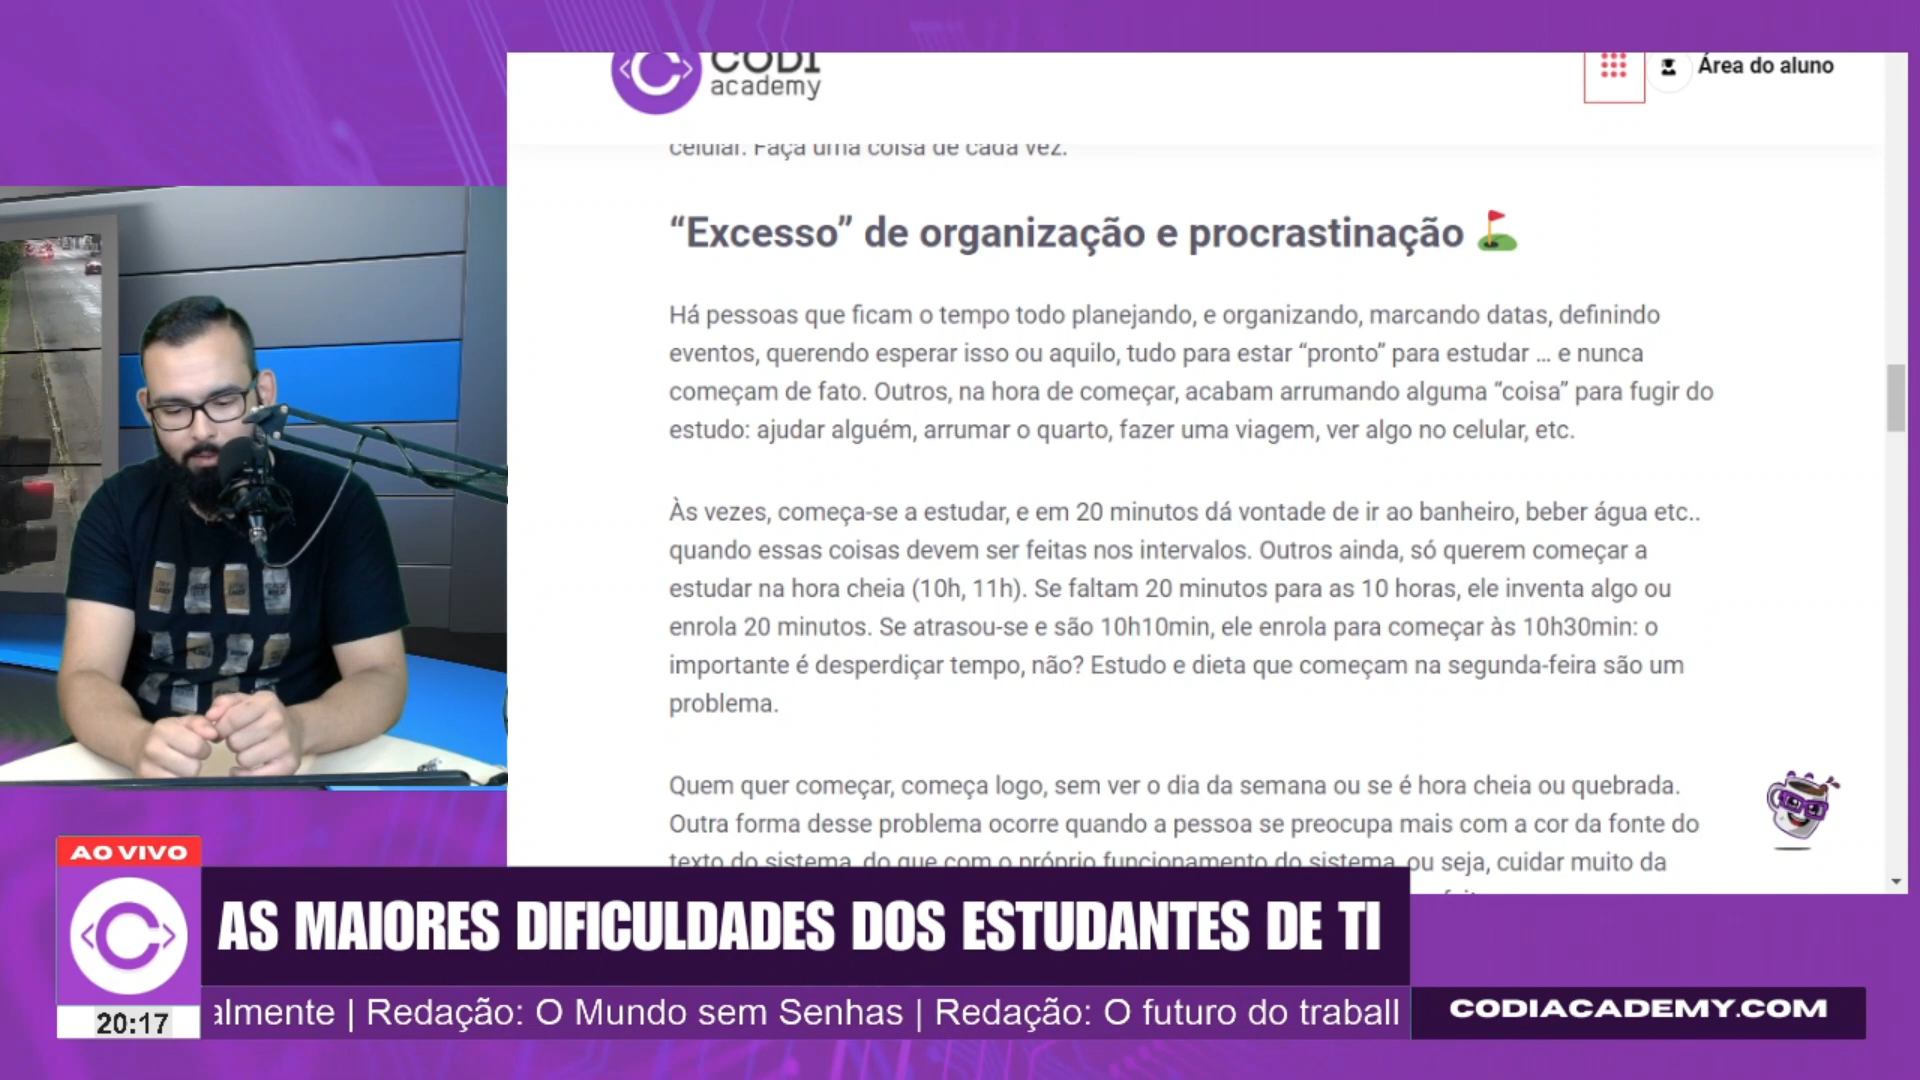 CODI
academy
Área do aluno
celular. Faça uma coisa de cada vez.
“Excesso” de organização e procrastinação
Há pessoas que ficam o tempo todo planejando, e organizando, marcando datas, definindo
eventos, querendo esperar isso ou aquilo, tudo para estar “pronto” para estudar ... e nunca
começam de fato. Outros, na hora de começar, acabam arrumando alguma “coisa” para fugir do
estudo: ajudar alguém, arrumar o quarto, fazer uma viagem, ver algo no celular, etc.
Às vezes, começa-se a estudar, e em 20 minutos dá vontade de ir ao banheiro, beber água etc..
quando essas coisas devem ser feitas nos intervalos. Outros ainda, só querem começar a
estudar na hora cheia (10h, 11h). Se faltam 20 minutos para as 10 horas, ele inventa algo ou
enrola 20 minutos. Se atrasou-se e são 10h10min, ele enrola para começar às 10h30min: o
importante é desperdiçar tempo, não? Estudo e dieta que começam na segunda-feira são um
problema.
Quem quer começar, começa logo, sem ver o dia da semana ou se é hora cheia ou quebrada.
Outra forma desse problema ocorre quando a pessoa se preocupa mais com a cor da fonte do
texto do sistema, do que com o próprio funcionamento do sistema, ou seja, cuidar muito da
AO VIVO
<C>
AS MAIORES DIFICULDADES DOS ESTUDANTES DE TI
20:17
almente | Redação: O Mundo sem Senhas | Redação: O futuro do traball
CODIACADEMY.COM